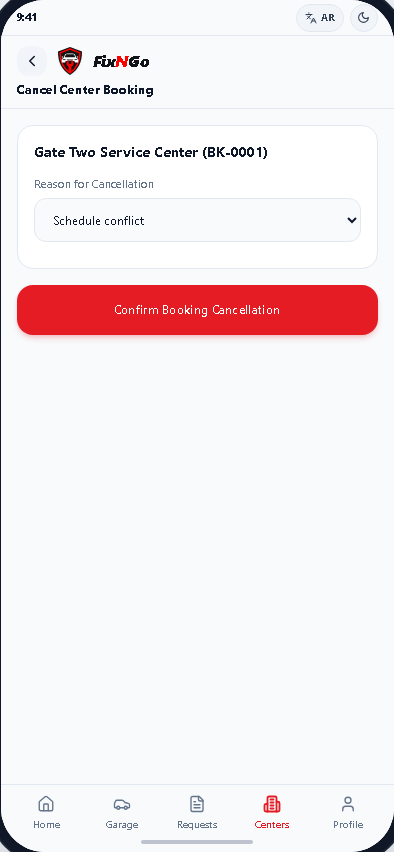 9:41
AR
FixNGo
Cancel Center Booking
Gate Two Service Center (BK-0001)
Reason for Cancellation
Schedule conflict
Confirm Booking Cancellation
Home
Garage
Requests
Centers
Profile